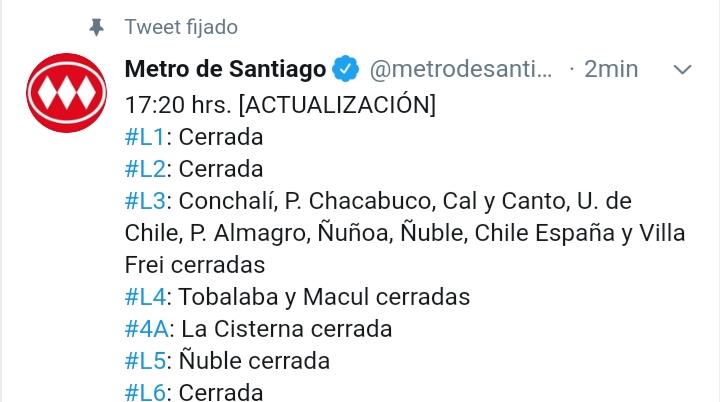 Tweet fijado
Metro de Santiago @metrodesanti... · 2min
17:20 hrs. [ACTUALIZACIÓN]
#L1: Cerrada
#L2: Cerrada
#L3: Conchalí, P. Chacabuco, Cal y Canto, U. de
Chile, P. Almagro, Ñuñoa, Ñuble, Chile España y Villa
Frei cerradas
#L4: Tobalaba y Macul cerradas
#4A: La Cisterna cerrada
#L5: Ñuble cerrada
#L6: Cerrada